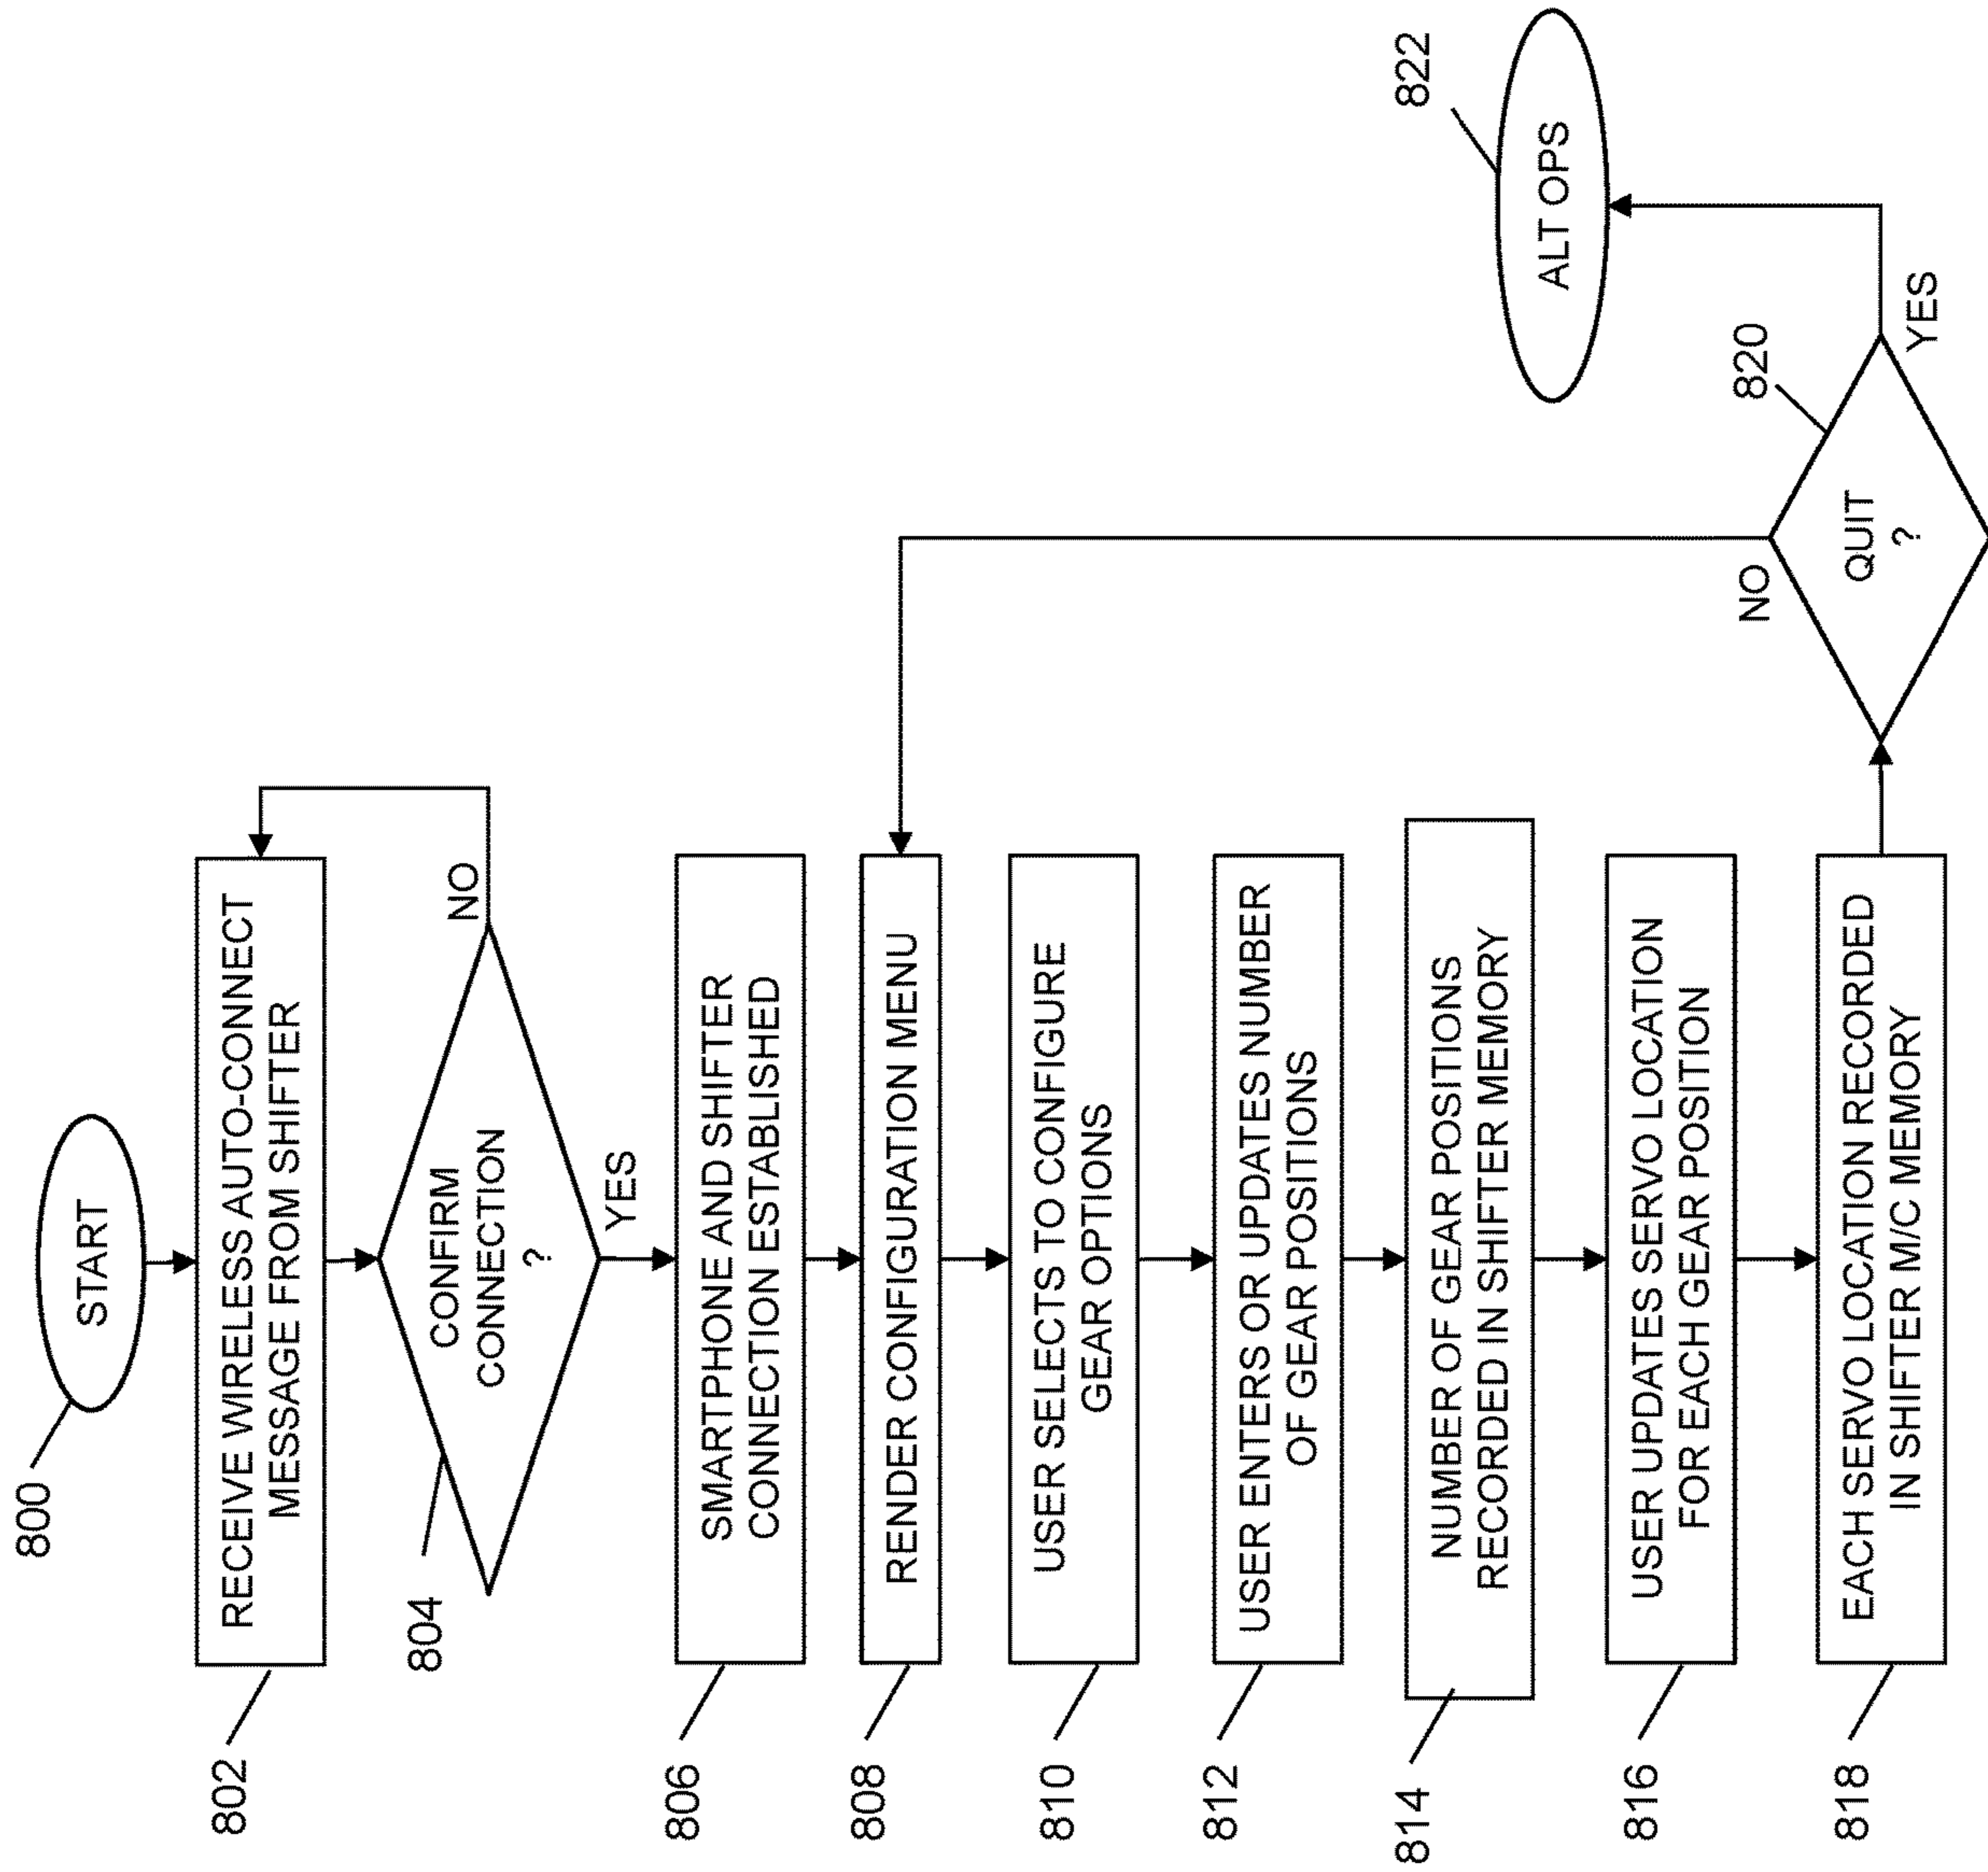 800
START
802
RECEIVE WIRELESS AUTO-CONNECT
MESSAGE FROM SHIFTER
804
CONFIRM
CONNECTION
?
NO
YES
806
SMARTPHONE AND SHIFTER
CONNECTION ESTABLISHED
808
RENDER CONFIGURATION MENU
810
USER SELECTS TO CONFIGURE
GEAR OPTIONS
812
USER ENTERS OR UPDATES NUMBER
OF GEAR POSITIONS
814
NUMBER OF GEAR POSITIONS
RECORDED IN SHIFTER MEMORY
816
USER UPDATES SERVO LOCATION
FOR EACH GEAR POSITION
818
EACH SERVO LOCATION RECORDED
IN SHIFTER M/C MEMORY
820
QUIT
?
NO
YES
822
ALT OPS